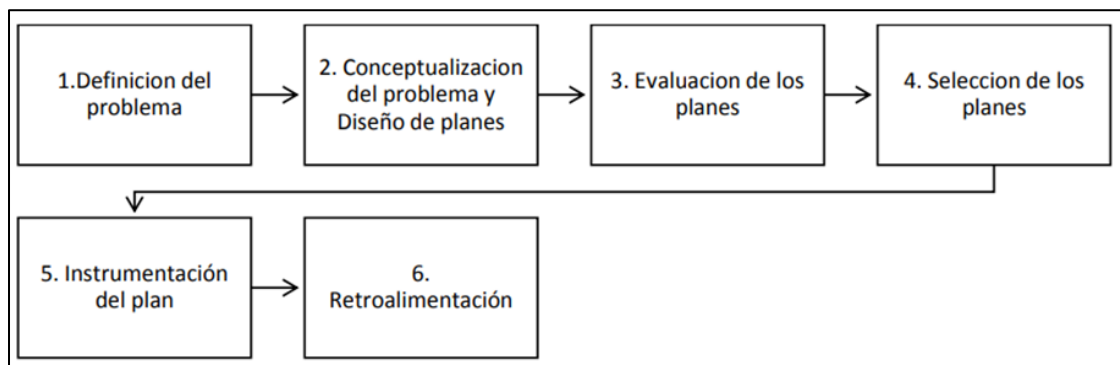 1.Definicion del
problema
2. Conceptualizacion
del problema y
Diseño de planes
3. Evaluacion de los
planes
4. Seleccion de los
planes
5. Instrumentación
del plan
6.
Retroalimentación